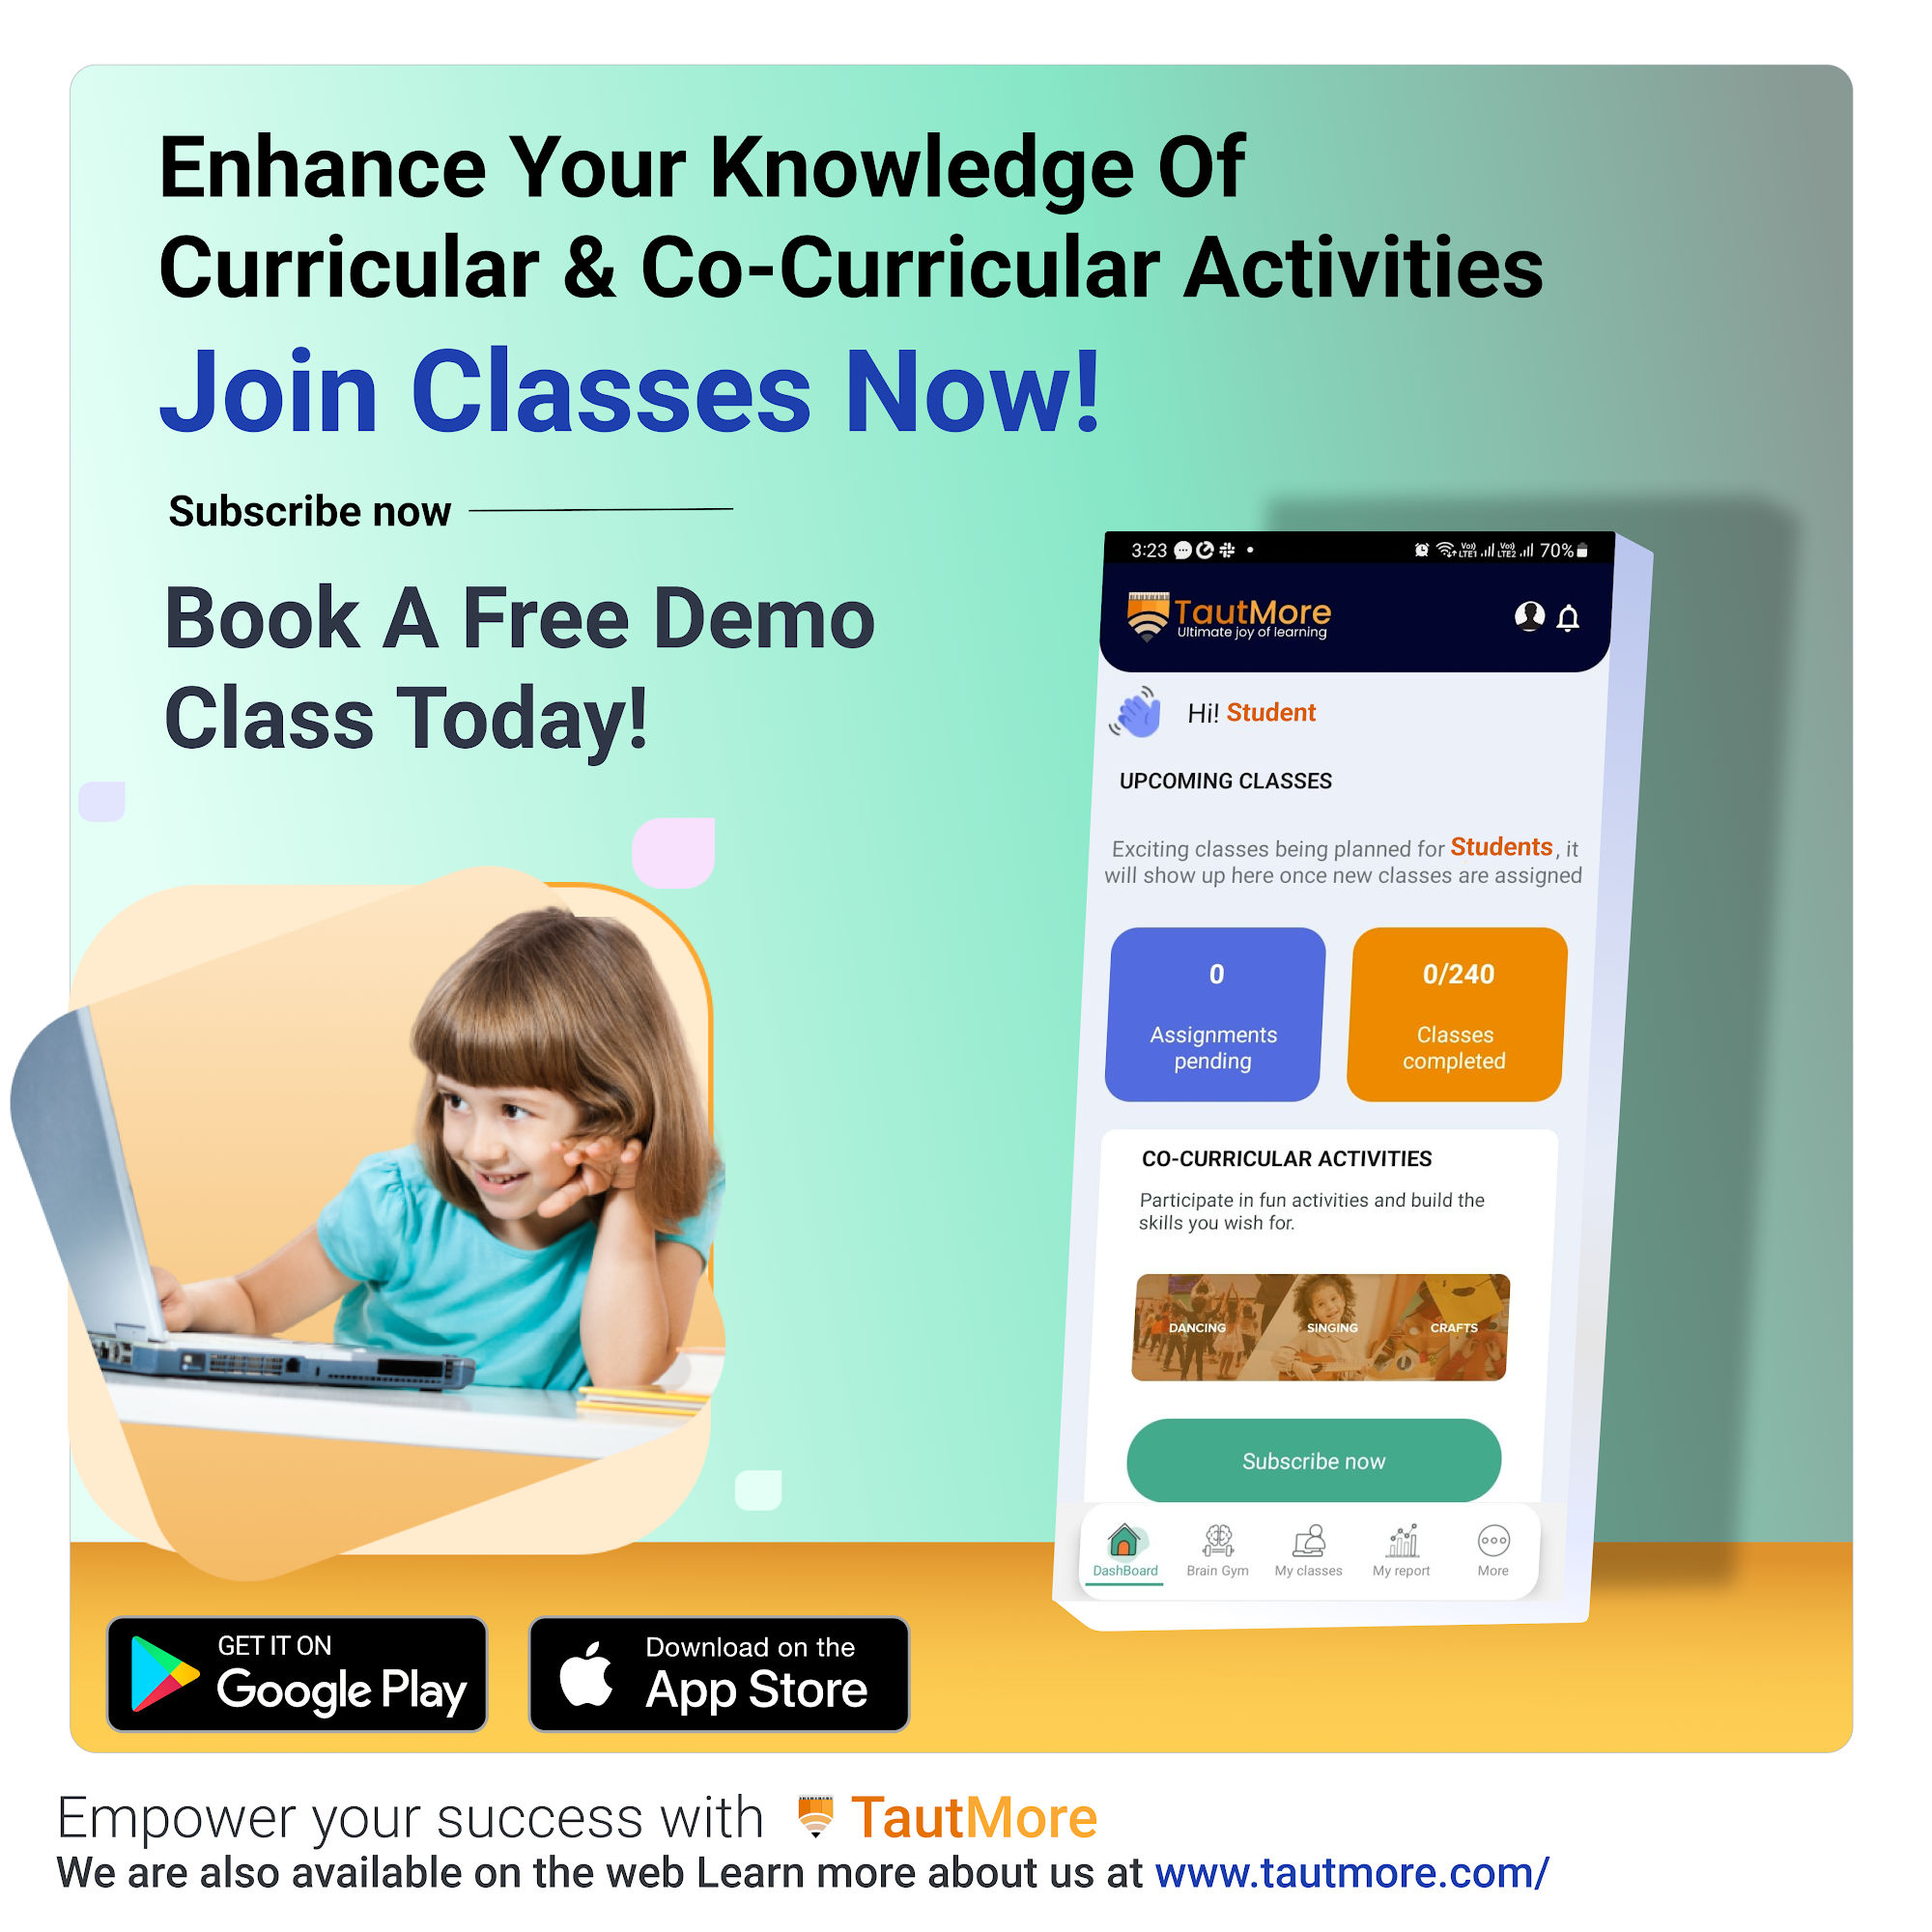 Enhance Your Knowledge Of
Curricular & Co-Curricular Activities
Join Classes Now!
Subscribe now
Book A Free Demo
Class Today!
3:23
Vo))
LTE1
Vo))
LTE2
70%
TautMore
Ultimate joy of learning
Hi! Student
UPCOMING CLASSES
Exciting classes being planned for Students, it
will show up here once new classes are assigned
0
Assignments
pending
0/240
Classes
completed
CO-CURRICULAR ACTIVITIES
Participate in fun activities and build the
skills you wish for.
DANCING
SINGING
CRAFTS
Subscribe now
DashBoard
Brain Gym
My classes
My report
More
GET IT ON
Google Play
Download on the
App Store
Empower your success with TautMore
We are also available on the web Learn more about us at www.tautmore.com/